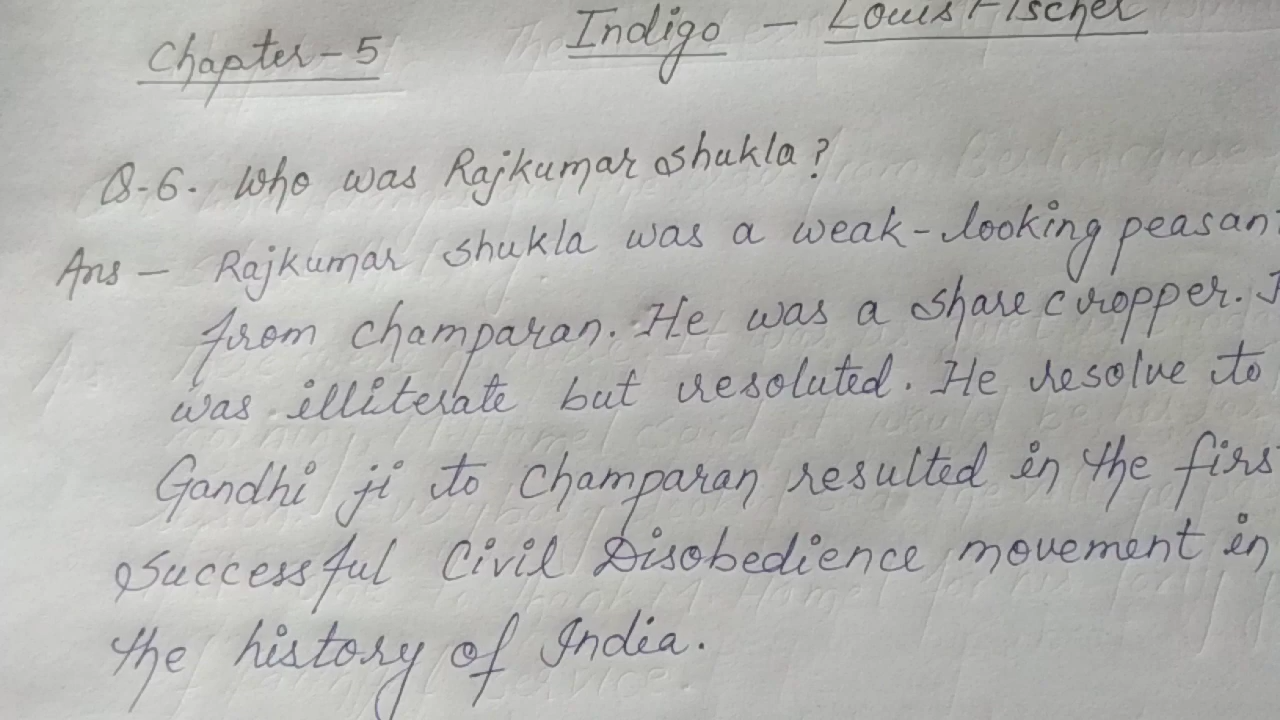 Chapter-5 Indigo - Louis Fischer
Q-6. Who was Rajkumar Shukla?
Ans - Rajkumar Shukla was a weak-looking peasan
from champaran. He was a share cropper.
was illiterate but resoluted. He resolve to
Gandhi ji to Champaran resulted in the firs
Successful Civil Disobedience movement in
the history of India.